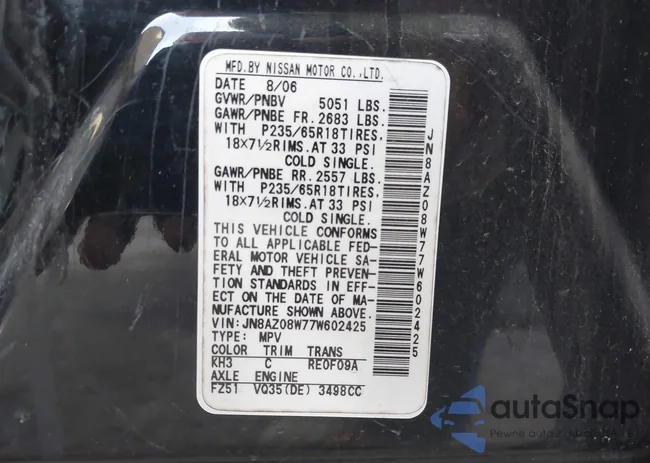 MFD.BY NISSAN MOTOR CO.,LTD.
DATE 8/06
GVWR/PNBV 5051 LBS.
GAWR/PNBE FR. 2683 LBS.
WITH P235/65R18TIRES.
18X7½RIMS.AT 33 PSI
COLD SINGLE.
GAWR/PNBE RR. 2557 LBS.
WITH P235/65R18TIRES.
18X7½RIMS.AT 33 PSI
COLD SINGLE.
THIS VEHICLE CONFORMS
TO ALL APPLICABLE FED-
ERAL MOTOR VEHICLE SA-
FETY AND THEFT PREVEN-
TION STANDARDS IN EFF-
ECT ON THE DATE OF MA-
NUFACTURE SHOWN ABOVE.
VIN:JN8AZ08W77W602425
TYPE: MPV
COLOR TRIM TRANS
KH3 C RE0F09A
AXLE ENGINE
FZ51 VQ35(DE) 3498CC
JN8AZ08W77W602425
autoSnap
Pewne auto z